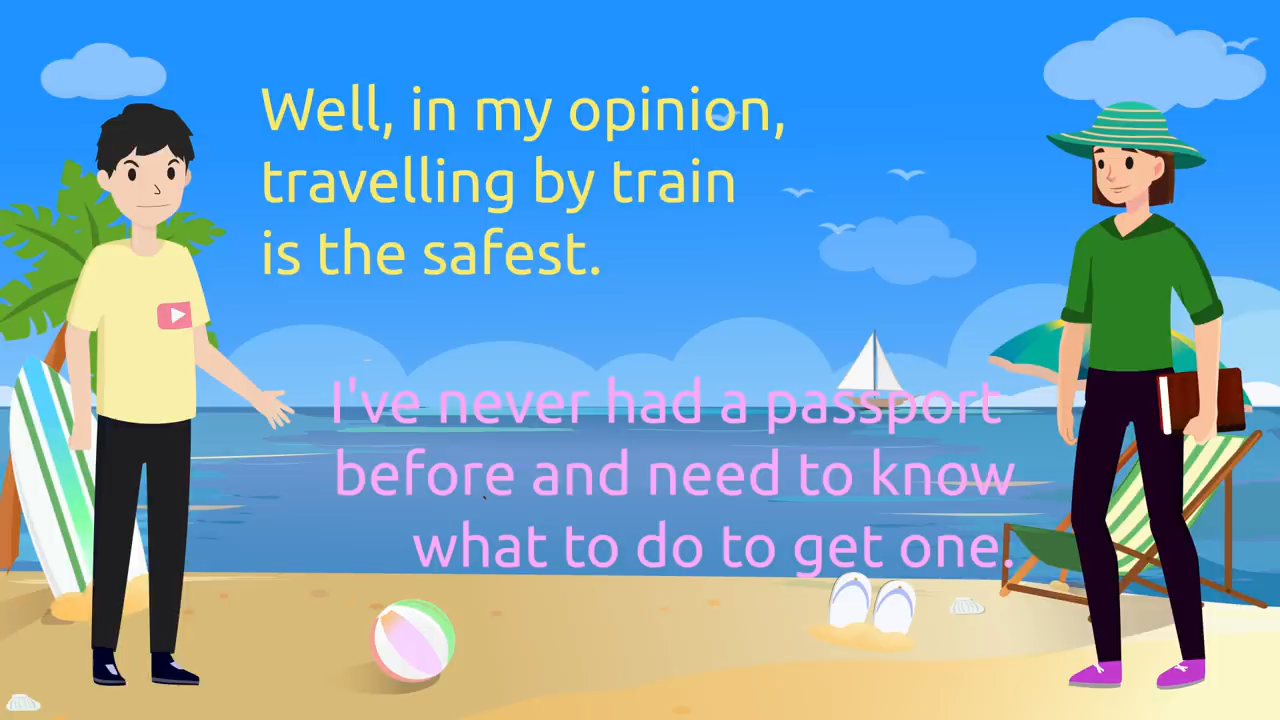 Well, in my opinion,
travelling by train
is the safest.
I've never had a passport
before and need to know
what to do to get one.